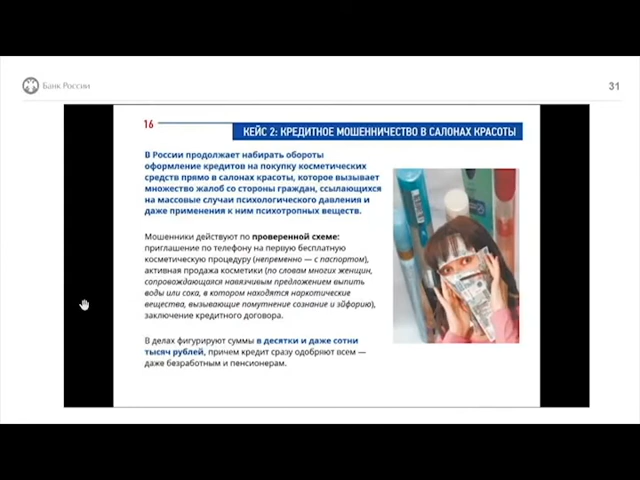 Банк России
31
16
КЕЙС 2: КРЕДИТНОЕ МОШЕННИЧЕСТВО В САЛОНАХ КРАСОТЫ
В России продолжает набирать обороты
оформление кредитов на покупку косметических
средств прямо в салонах красоты, которое вызывает
множество жалоб со стороны граждан, ссылающихся
на массовые случаи психологического давления и
даже применения к ним психотропных веществ.
Мошенники действуют по проверенной схеме:
приглашение по телефону на первую бесплатную
косметическую процедуру (непременно — с паспортом),
активная продажа косметики (по словам многих женщин,
сопровождающаяся навязчивым предложением выпить
воды или сока, в котором находятся наркотические
вещества, вызывающие помутнение сознание и эйфорию),
заключение кредитного договора.
В делах фигурируют суммы в десятки и даже сотни
тысяч рублей, причем кредит сразу одобряют всем —
даже безработным и пенсионерам.